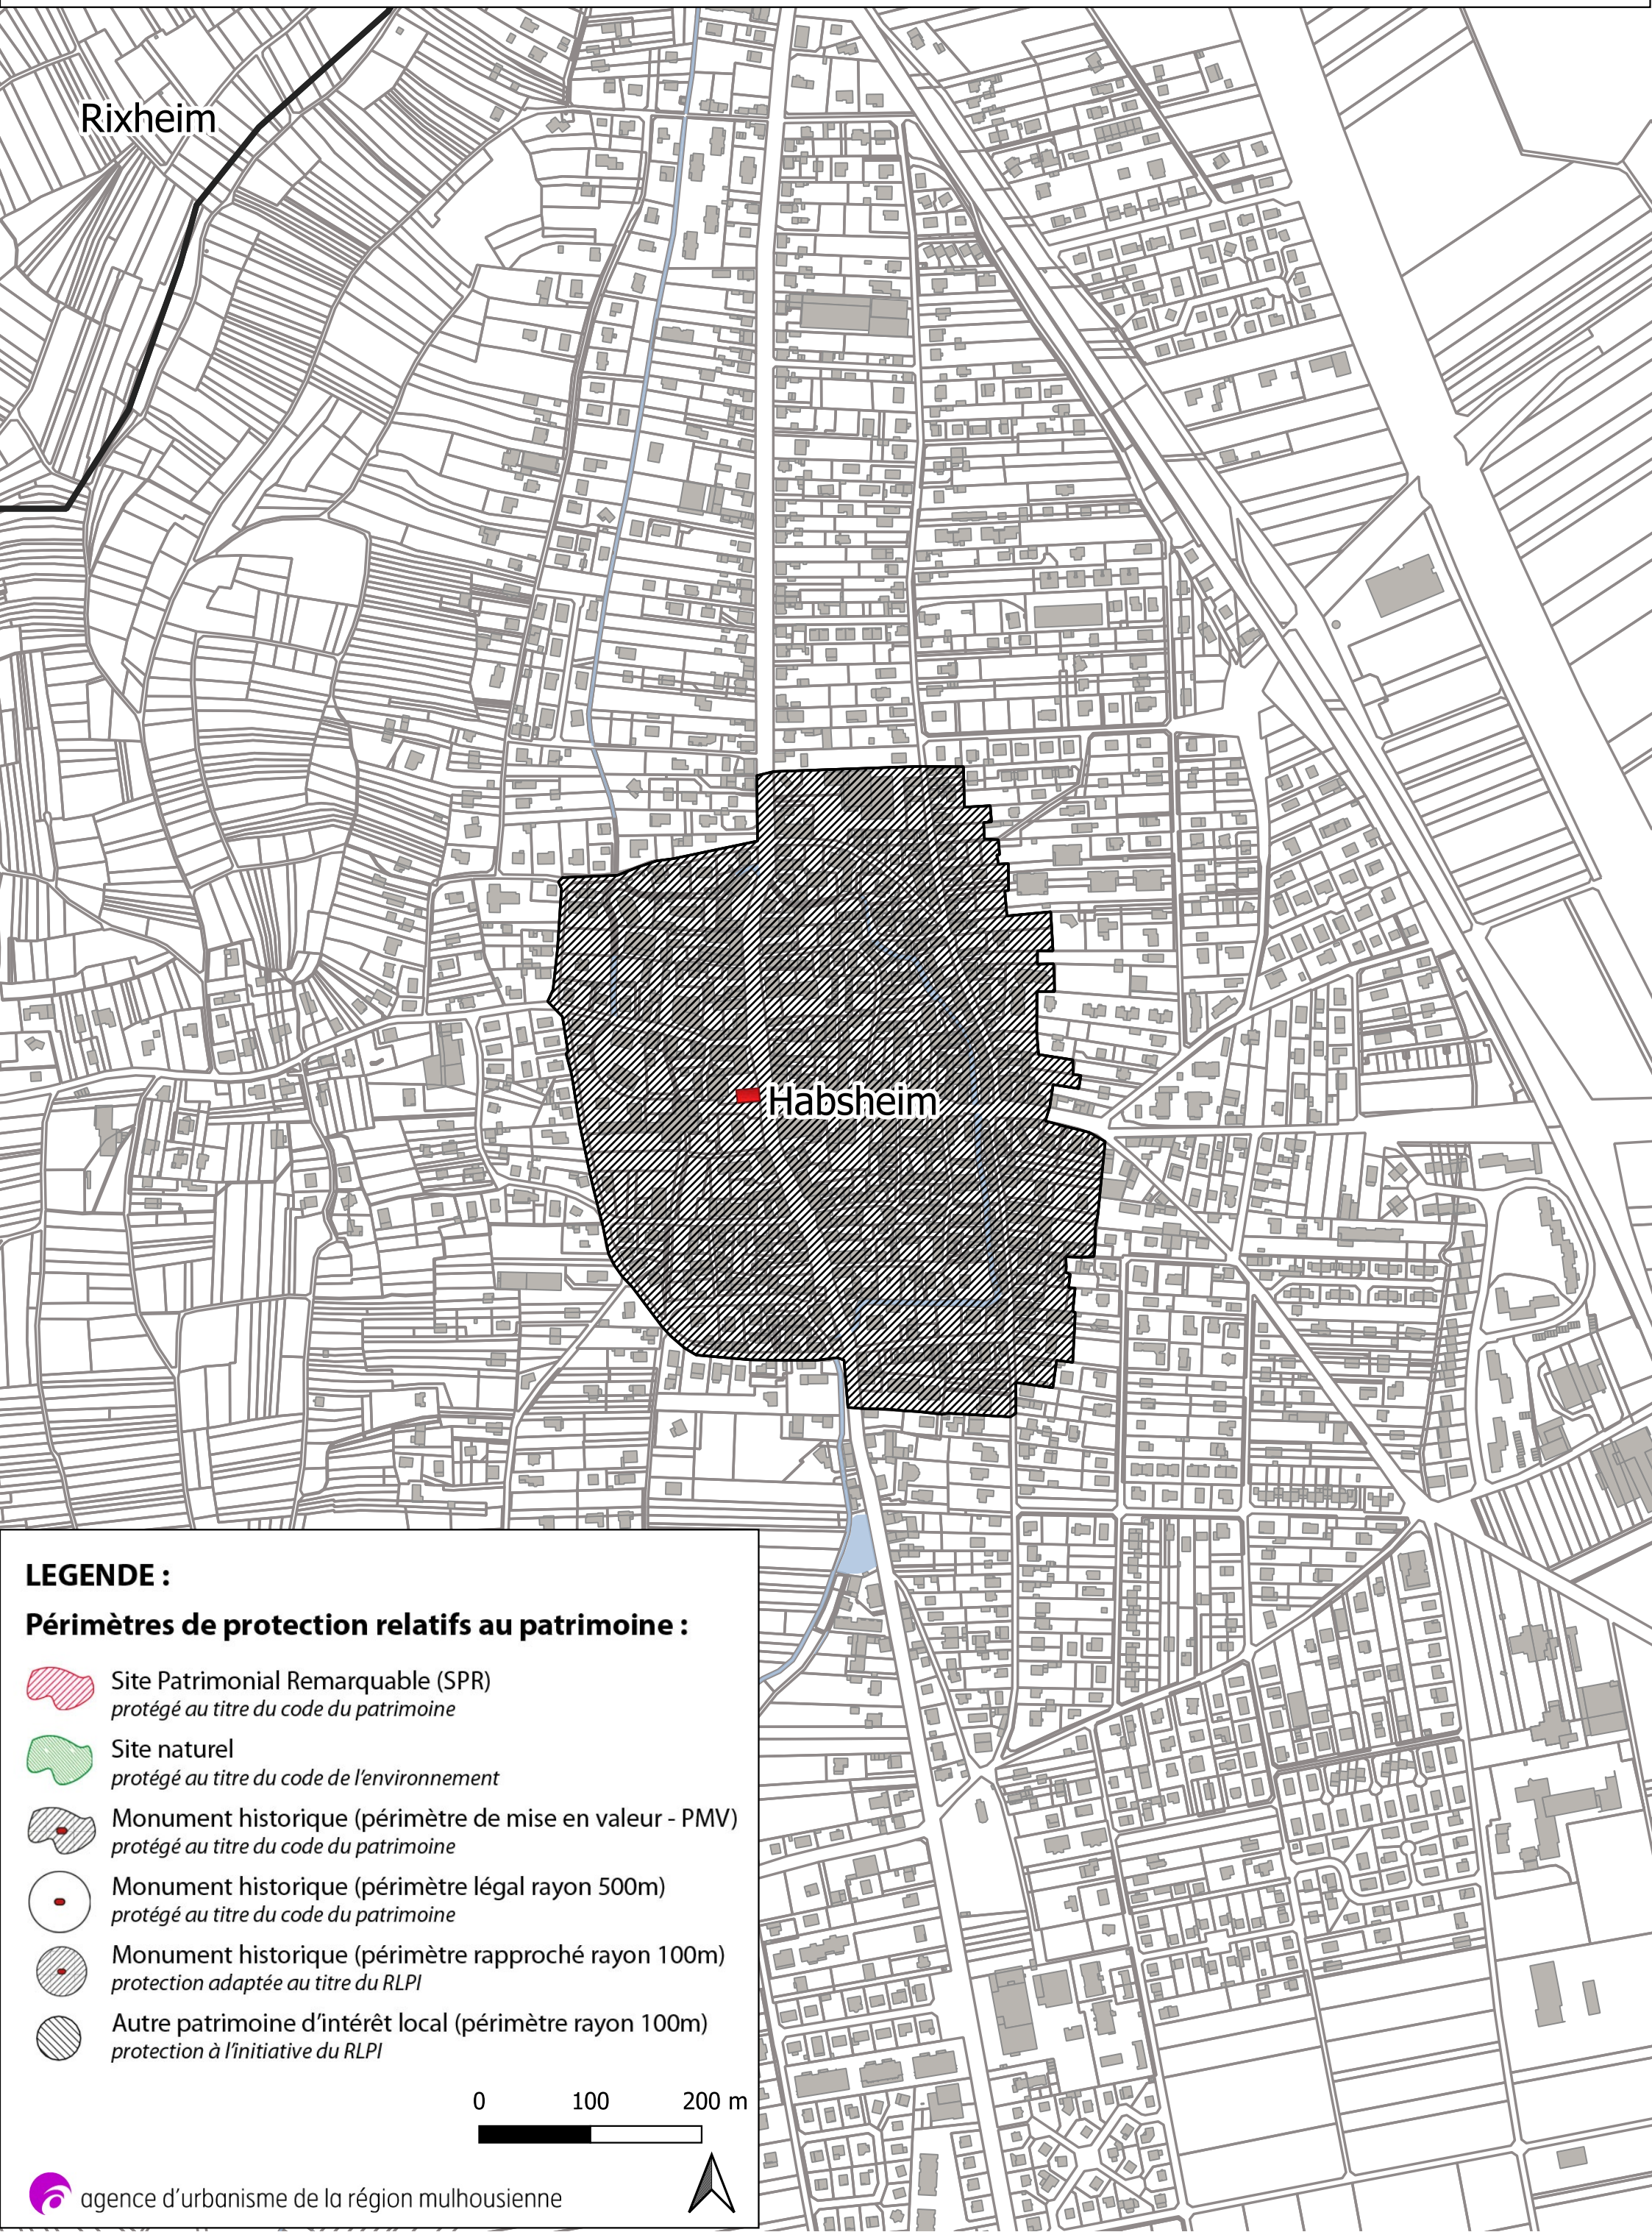 Rixheim
Habsheim
LEGENDE :
Périmètres de protection relatifs au patrimoine :
Site Patrimonial Remarquable (SPR)
protégé au titre du code du patrimoine
Site naturel
protégé au titre du code de l'environnement
Monument historique (périmètre de mise en valeur - PMV)
protégé au titre du code du patrimoine
Monument historique (périmètre légal rayon 500m)
protégé au titre du code du patrimoine
Monument historique (périmètre rapproché rayon 100m)
protection adaptée au titre du RLPI
Autre patrimoine d'intérêt local (périmètre rayon 100m)
protection à l'initiative du RLPI
0 100 200 m
agence d'urbanisme de la région mulhousienne